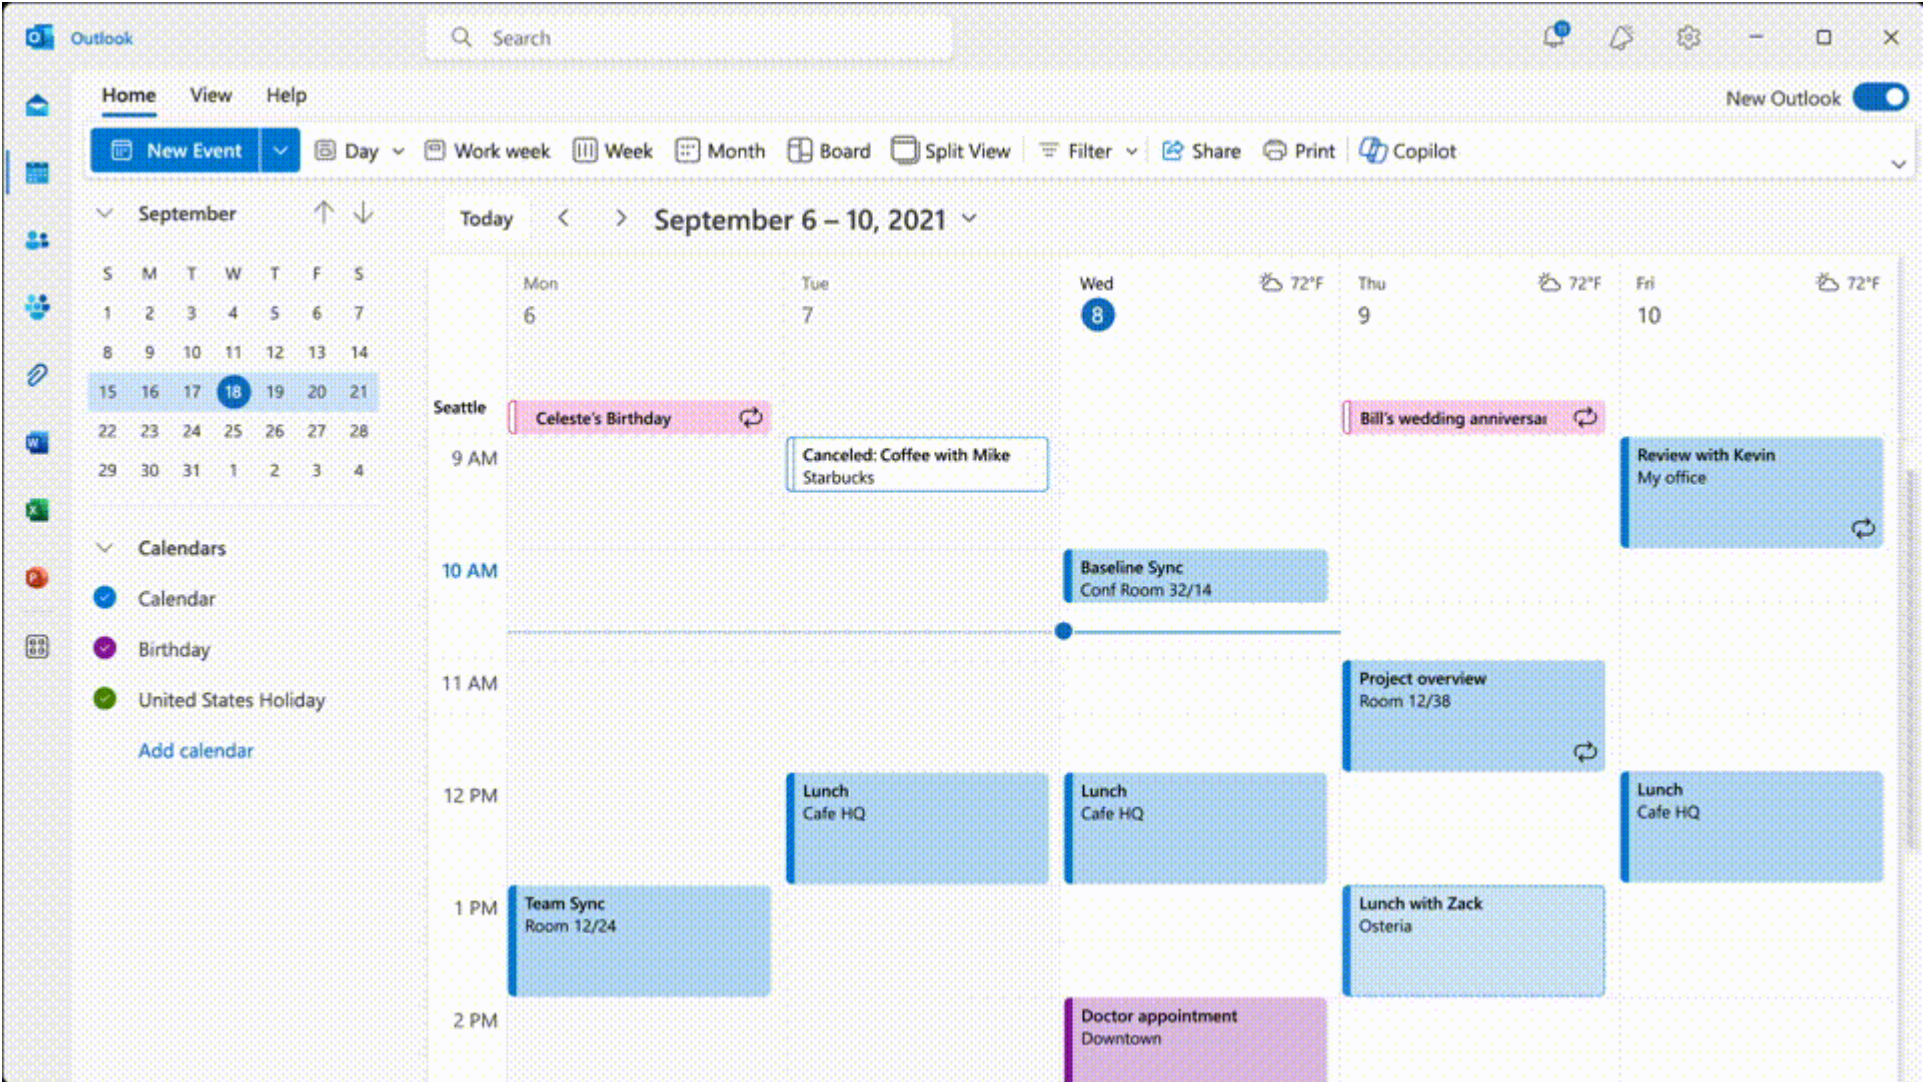 Outlook
Search
Home View Help
New Outlook
New Event Day Work week Week Month Board Split View Filter Share Print Copilot
September
S M T W T F S
1 2 3 4 5 6 7
8 9 10 11 12 13 14
15 16 17 18 19 20 21
22 23 24 25 26 27 28
29 30 31 1 2 3 4
Calendars
Calendar
Birthday
United States Holiday
Add calendar
Today September 6 – 10, 2021
Mon Tue Wed 72°F Thu 72°F Fri 72°F
6 7 8 9 10
Seattle
Celeste's Birthday
Bill's wedding anniversar
9 AM
Canceled: Coffee with Mike
Starbucks
Review with Kevin
My office
10 AM
Baseline Sync
Conf Room 32/14
11 AM
Project overview
Room 12/38
12 PM
Lunch
Cafe HQ
Lunch
Cafe HQ
Lunch
Cafe HQ
1 PM
Team Sync
Room 12/24
Lunch with Zack
Osteria
2 PM
Doctor appointment
Downtown